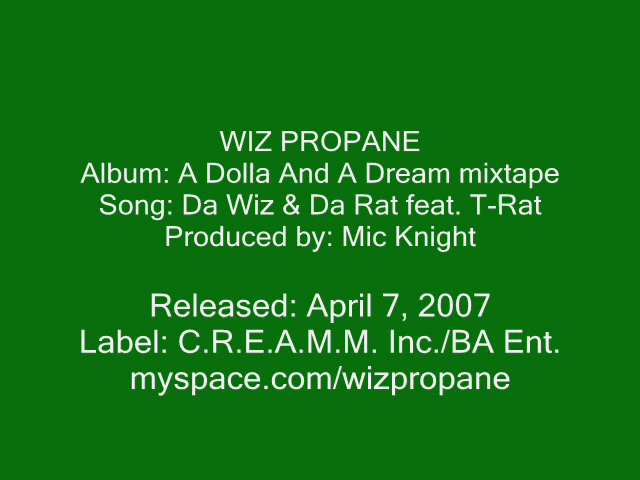 WIZ PROPANE
Album: A Dolla And A Dream mixtape
Song: Da Wiz & Da Rat feat. T-Rat
Produced by: Mic Knight
Released: April 7, 2007
Label: C.R.E.A.M.M. Inc./BA Ent.
myspace.com/wizpropane